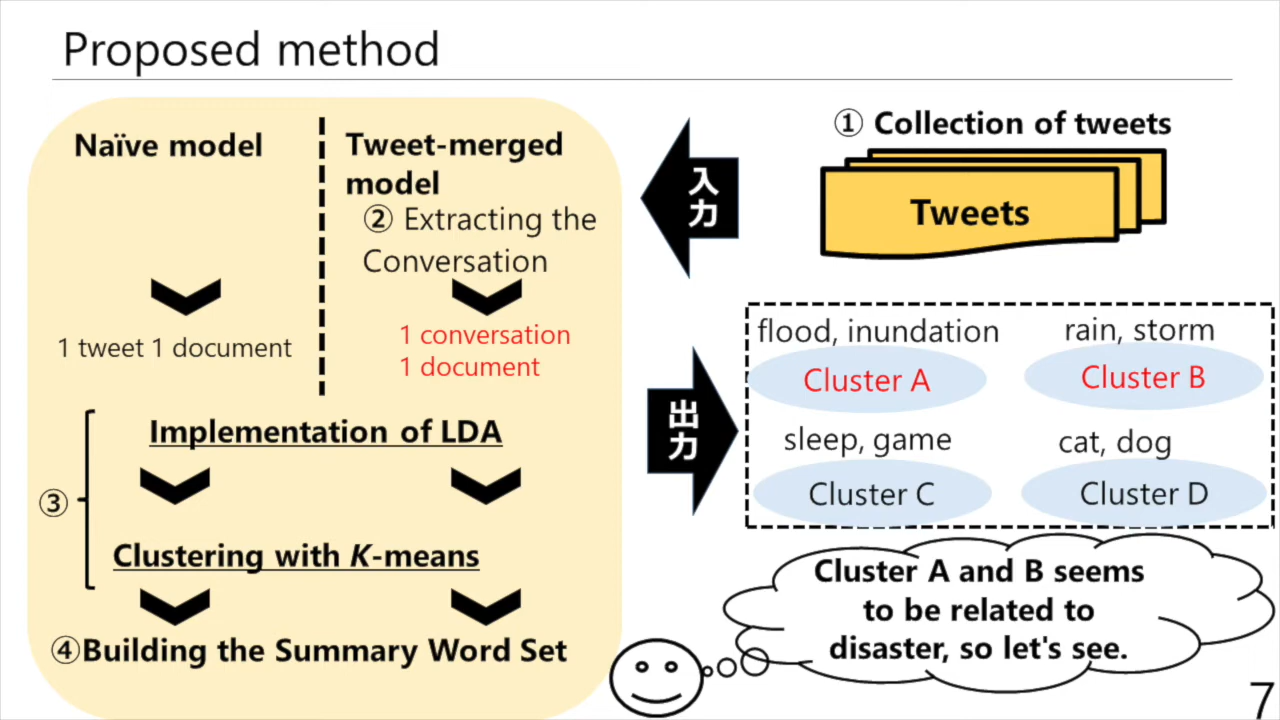 Proposed method
Naïve model
Tweet-merged
model
② Extracting the
Conversation
1 tweet 1 document
1 conversation
1 document
③
Implementation of LDA
Clustering with K-means
④Building the Summary Word Set
入
力
① Collection of tweets
Tweets
出
力
flood, inundation
rain, storm
Cluster A
Cluster B
sleep, game
cat, dog
Cluster C
Cluster D
Cluster A and B seems
to be related to
disaster, so let's see.
7